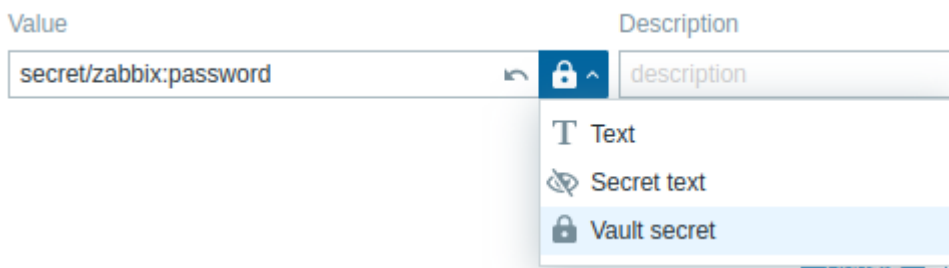 Value Description
secret/zabbix:password description
Text
Secret text
Vault secret